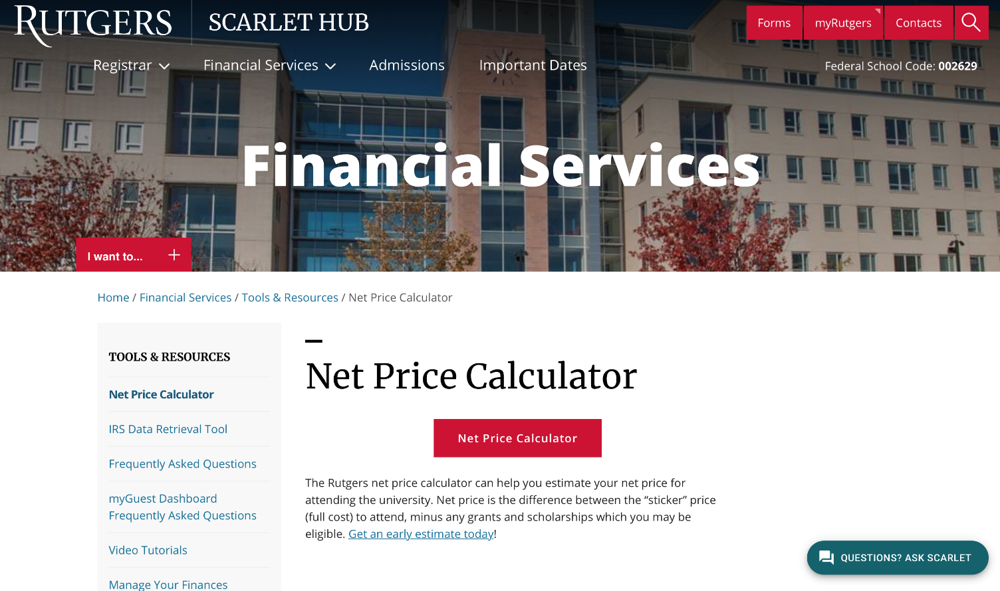 RUTGERS
SCARLET HUB
Forms
myRutgers
Contacts
Registrar
Financial Services
Admissions
Important Dates
Federal School Code: 002629
Financial Services
I want to...
Home / Financial Services / Tools & Resources / Net Price Calculator
TOOLS & RESOURCES
Net Price Calculator
IRS Data Retrieval Tool
Frequently Asked Questions
myGuest Dashboard
Frequently Asked Questions
Video Tutorials
Manage Your Finances
Net Price Calculator
Net Price Calculator
The Rutgers net price calculator can help you estimate your net price for
attending the university. Net price is the difference between the “sticker” price
(full cost) to attend, minus any grants and scholarships which you may be
eligible. Get an early estimate today!
QUESTIONS? ASK SCARLET